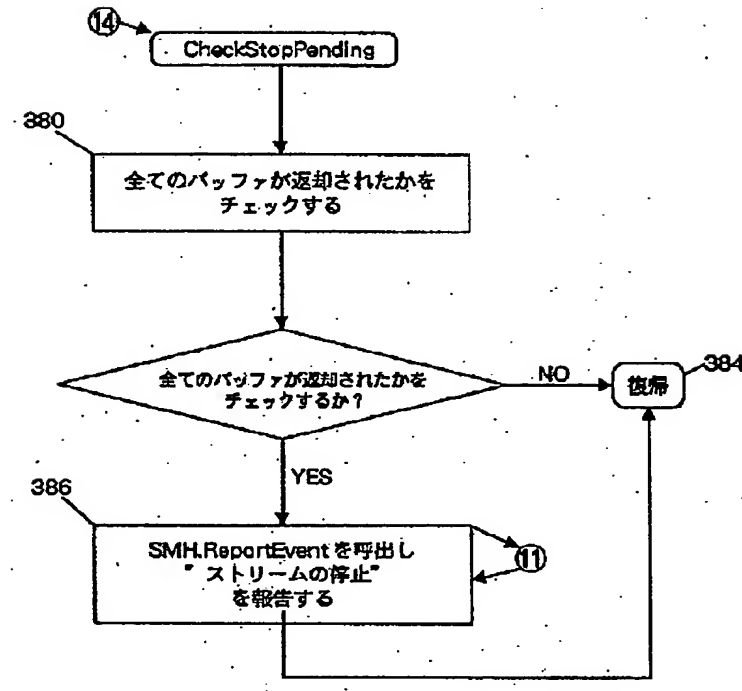 14
CheckStopPending
380
全てのバッファが返却されたかを
チェックする
全てのバッファが返却されたかを
チェックするか？
NO
復帰
384
YES
386
SMH.ReportEvent を呼出し
"ストリームの停止"
を報告する
11